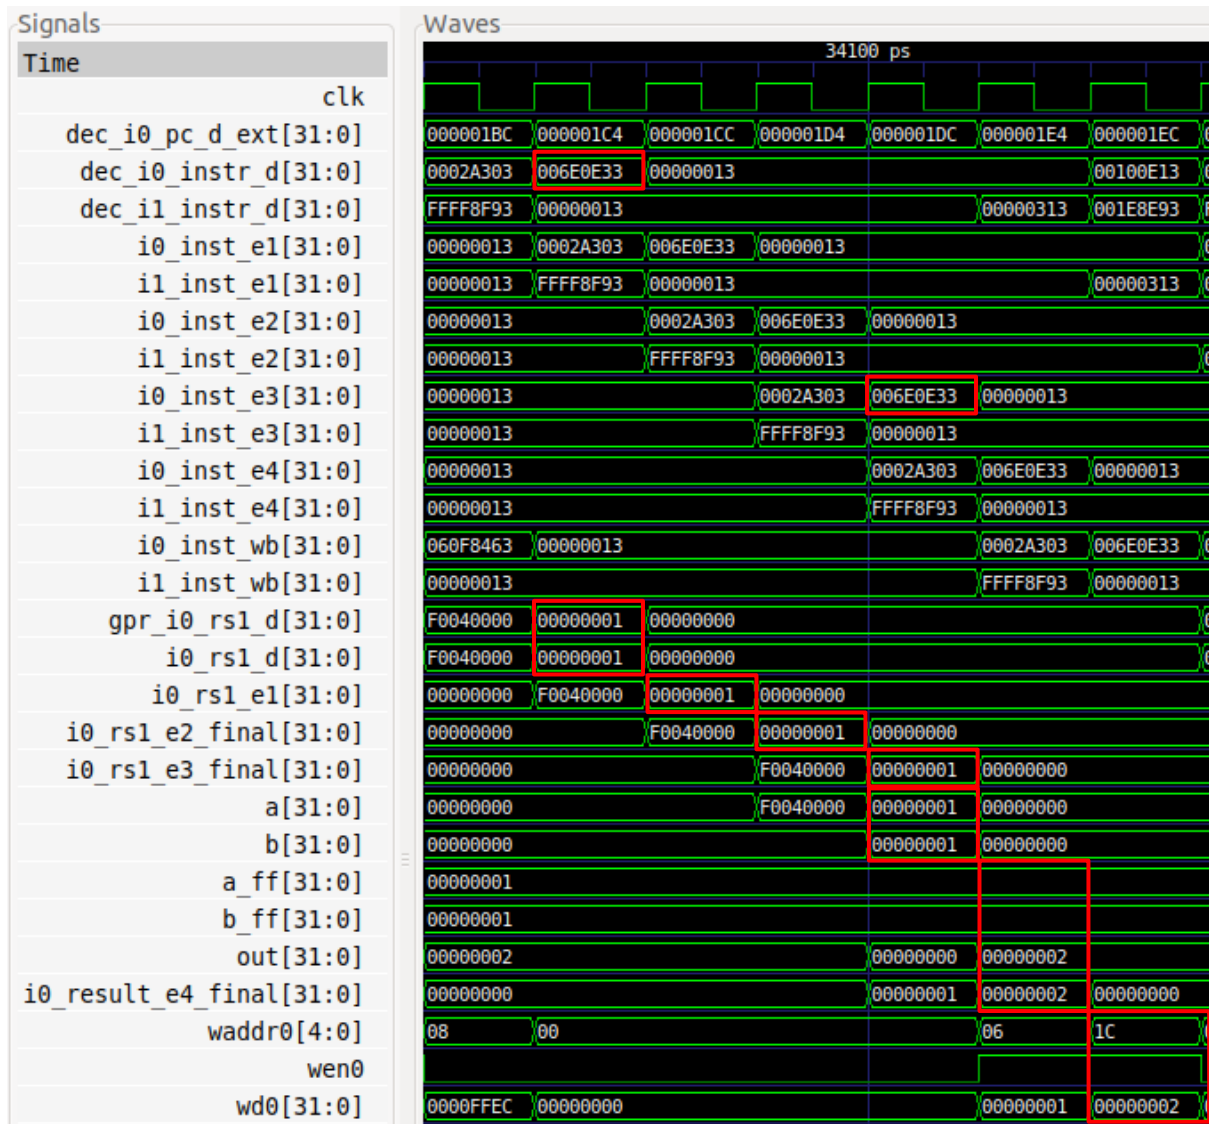 Signals Waves
Time 34100 ps
clk
dec_i0_pc_d_ext[31:0] 000001BC 000001C4 000001CC 000001D4 000001DC 000001E4 000001EC
dec_i0_instr_d[31:0] 0002A303 006E0E33 00000013 00100E13
dec_i1_instr_d[31:0] FFFF8F93 00000013 00000313 001E8E93
i0_inst_e1[31:0] 00000013 0002A303 006E0E33 00000013
i1_inst_e1[31:0] 00000013 FFFF8F93 00000013 00000313
i0_inst_e2[31:0] 00000013 0002A303 006E0E33 00000013
i1_inst_e2[31:0] 00000013 FFFF8F93 00000013
i0_inst_e3[31:0] 00000013 0002A303 006E0E33 00000013
i1_inst_e3[31:0] 00000013 FFFF8F93 00000013
i0_inst_e4[31:0] 00000013 0002A303 006E0E33 00000013
i1_inst_e4[31:0] 00000013 FFFF8F93 00000013
i0_inst_wb[31:0] 060F8463 00000013 0002A303 006E0E33
i1_inst_wb[31:0] 00000013 FFFF8F93 00000013
gpr_i0_rs1_d[31:0] F0040000 00000001 00000000
i0_rs1_d[31:0] F0040000 00000001 00000000
i0_rs1_e1[31:0] 00000000 F0040000 00000001 00000000
i0_rs1_e2_final[31:0] 00000000 F0040000 00000001 00000000
i0_rs1_e3_final[31:0] 00000000 F0040000 00000001 00000000
a[31:0] 00000000 F0040000 00000001 00000000
b[31:0] 00000000 00000001 00000000
a_ff[31:0] 00000001
b_ff[31:0] 00000001
out[31:0] 00000002 00000000 00000002
i0_result_e4_final[31:0] 00000000 00000001 00000002 00000000
waddr0[4:0] 08 00 06 1C
wen0
wd0[31:0] 0000FFEC 00000000 00000001 00000002